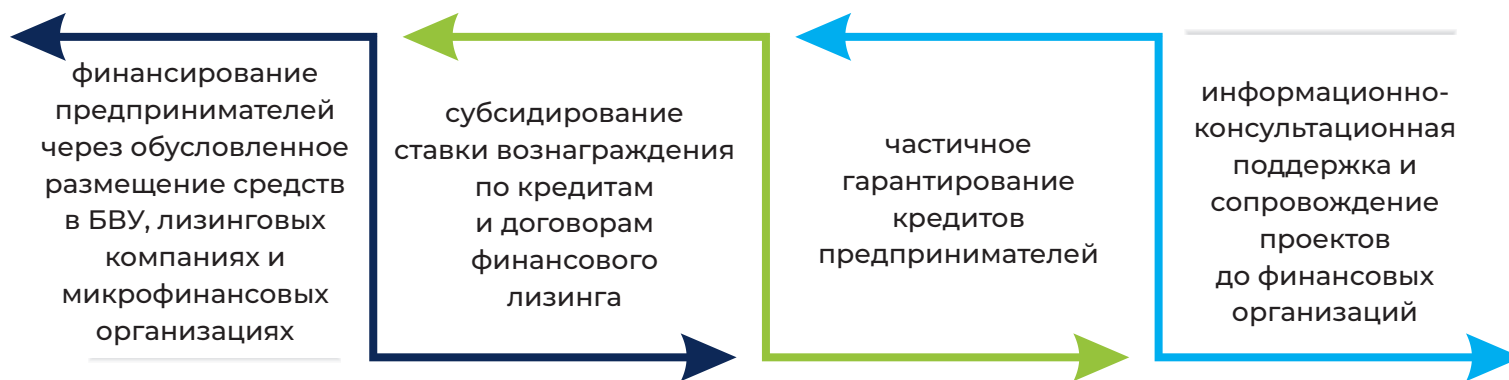 финансирование
предпринимателей
через обусловленное
размещение средств
в БВУ, лизинговых
компаниях и
микрофинансовых
организациях
субсидирование
ставки вознаграждения
по кредитам
и договорам
финансового
лизинга
частичное
гарантирование
кредитов
предпринимателей
информационно-
консультационная
поддержка и
сопровождение
проектов
до финансовых
организаций